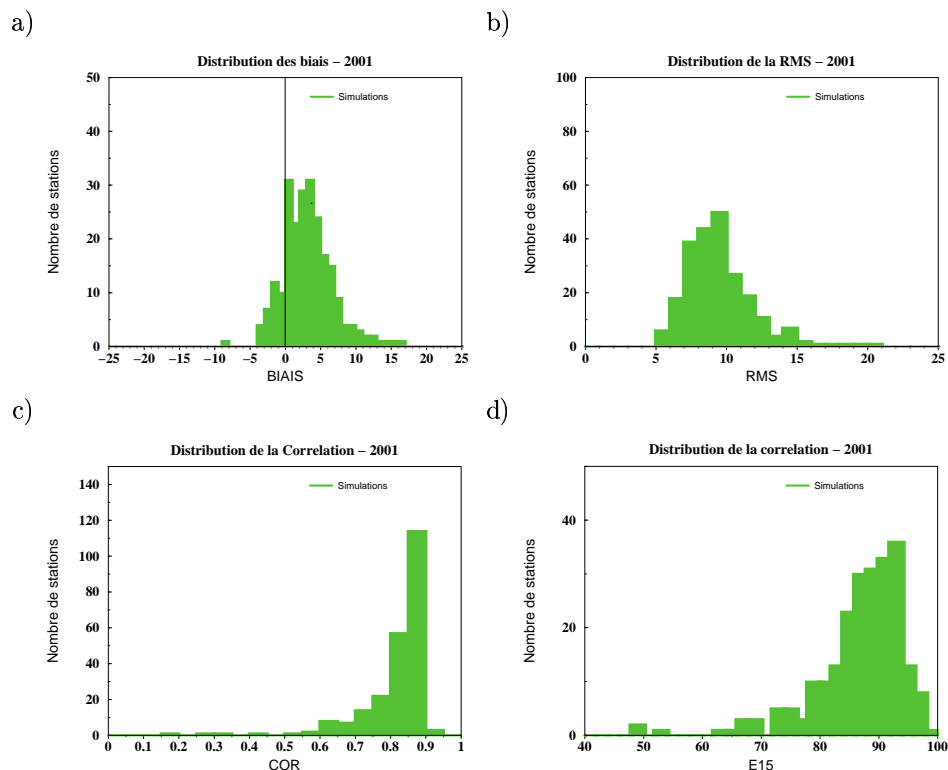 a)
Distribution des biais – 2001
Simulations
50
40
30
20
10
0
Nombre de stations
−25 −20 −15 −10 −5 0 5 10 15 20 25
BIAIS
b)
Distribution de la RMS – 2001
Simulations
100
80
60
40
20
0
Nombre de stations
0 5 10 15 20 25
RMS
c)
Distribution de la Correlation – 2001
Simulations
140
120
100
80
60
40
20
0
Nombre de stations
0 0.1 0.2 0.3 0.4 0.5 0.6 0.7 0.8 0.9 1
COR
d)
Distribution de la correlation – 2001
Simulations
40
20
0
Nombre de stations
40 50 60 70 80 90 100
E15